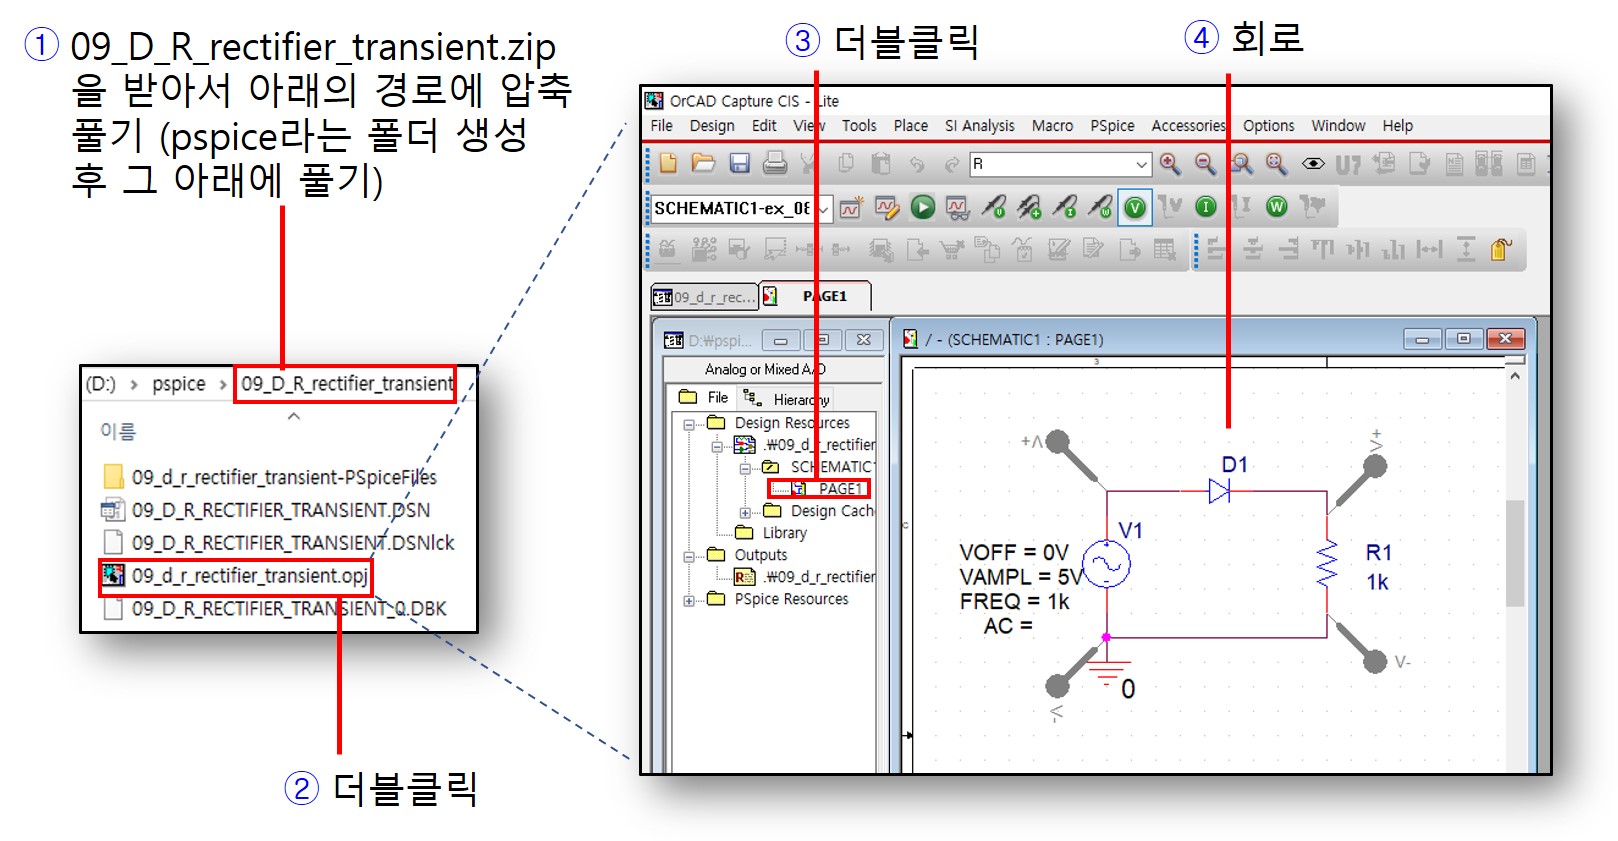 ① 09_D_R_rectifier_transient.zip
을 받아서 아래의 경로에 압축
풀기 (pspice라는 폴더 생성
후 그 아래에 풀기)
③ 더블클릭
④ 회로
OrCAD Capture CIS - Lite
File Design Edit View Tools Place SI Analysis Macro PSpice Accessories Options Window Help
R
SCHEMATIC1-ex_08
V I W
09_d_r_rec... PAGE1
D:₩pspi...
/ - (SCHEMATIC1 : PAGE1)
Analog or Mixed A/D
File Hierarchy
Design Resources
.₩09_d_r_rectifier
SCHEMATIC1
PAGE1
Design Cach
Library
Outputs
.₩09_d_r_rectifier
PSpice Resources
3
C
V+
V+
D1
V1
VOFF = 0V
VAMPL = 5V
FREQ = 1k
AC =
R1
1k
V-
V-
0
(D:) > pspice > 09_D_R_rectifier_transient
이름
09_d_r_rectifier_transient-PSpiceFiles
09_D_R_RECTIFIER_TRANSIENT.DSN
09_D_R_RECTIFIER_TRANSIENT.DSNlck
09_d_r_rectifier_transient.opj
09_D_R_RECTIFIER_TRANSIENT_0.DBK
② 더블클릭